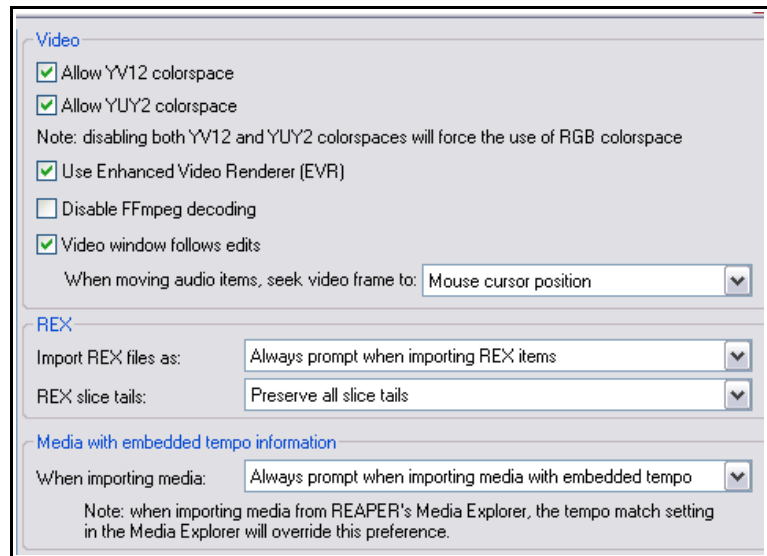 Video
Allow YV12 colorspace
Allow YUY2 colorspace
Note: disabling both YV12 and YUY2 colorspaces will force the use of RGB colorspace
Use Enhanced Video Renderer (EVR)
Disable FFmpeg decoding
Video window follows edits
When moving audio items, seek video frame to: Mouse cursor position
REX
Import REX files as: Always prompt when importing REX items
REX slice tails: Preserve all slice tails
Media with embedded tempo information
When importing media: Always prompt when importing media with embedded tempo
Note: when importing media from REAPER's Media Explorer, the tempo match setting
in the Media Explorer will override this preference.